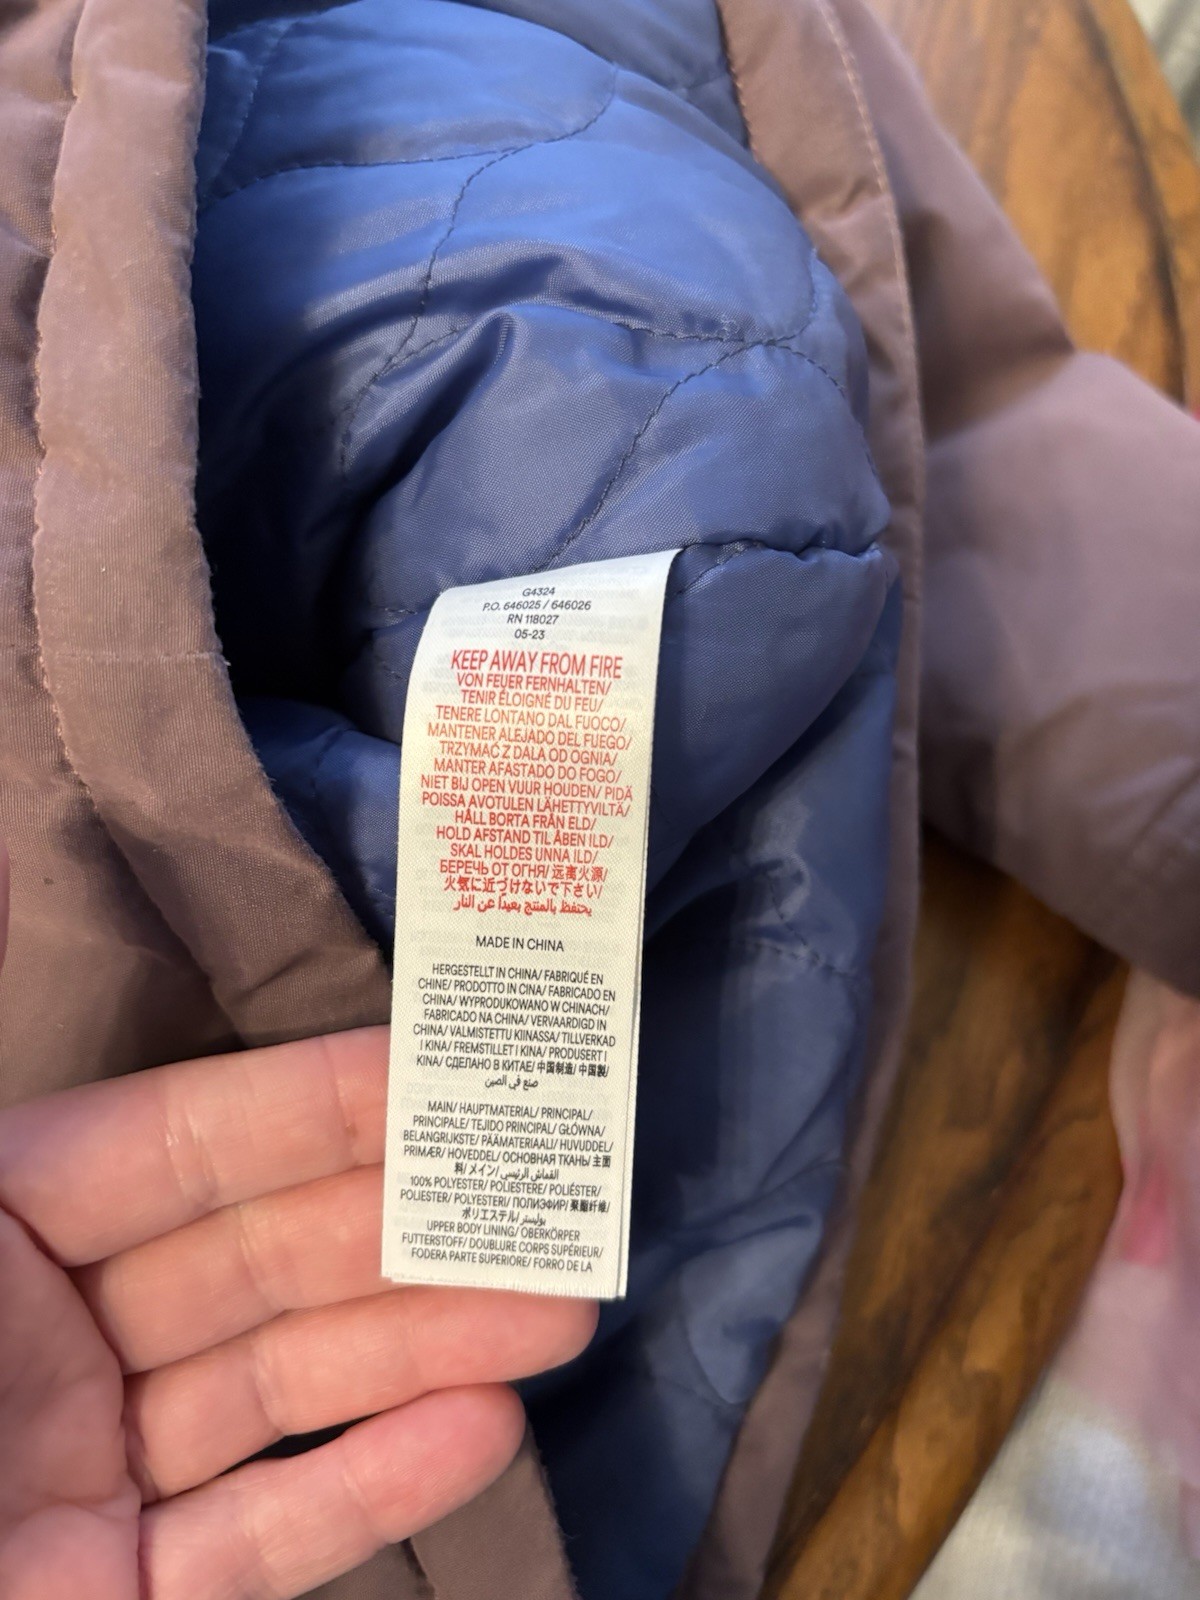 G4324
P.O. 646025 / 646026
RN 118027
05-23
KEEP AWAY FROM FIRE
VON FEUER FERNHALTEN/
TENIR ÉLOIGNÉ DU FEU/
TENERE LONTANO DAL FUOCO/
MANTENER ALEJADO DEL FUEGO/
TRZYMAĆ Z DALA OD OGNIA/
MANTER AFASTADO DO FOGO/
NIET BIJ OPEN VUUR HOUDEN/ PIDÄ
POISSA AVOTULEN LÄHETTYVILTÄ/
HÅLL BORTA FRÅN ELD/
HOLD AFSTAND TIL ÅBEN ILD/
SKAL HOLDES UNNA ILD/
БЕРЕЧЬ ОТ ОГНЯ/ 远离火源/
火気に近づけないで下さい/
يحتفظ بالمنتج بعيداً عن النار
MADE IN CHINA
HERGESTELLT IN CHINA/ FABRIQUÉ EN
CHINE/ PRODOTTO IN CINA/ FABRICADO EN
CHINA/ WYPRODUKOWANO W CHINACH/
FABRICADO NA CHINA/ VERVAARDIGD IN
CHINA/ VALMISTETTU KIINASSA/ TILLVERKAD
I KINA/ FREMSTILLET I KINA/ PRODUSERT I
KINA/ СДЕЛАНО В КИТАЕ/ 中国制造/ 中国製/
صنع في الصين
MAIN/ HAUPTMATERIAL/ PRINCIPAL/
PRINCIPALE/ TEJIDO PRINCIPAL/ GŁÓWNA/
BELANGRIJKSTE/ PÄÄMATERIAALI/ HUVUDDEL/
PRIMÆR/ HOVEDDEL/ ОСНОВНАЯ ТКАНЬ/ 主面
料/ メイン/ القماش الرئيسي
100% POLYESTER/ POLIESTERE/ POLIÉSTER/
POLIESTER/ POLYESTERI/ ПОЛИЭФИР/ 聚酯纤维/
ポリエステル/ بوليستر
UPPER BODY LINING/ OBERKÖRPER
FUTTERSTOFF/ DOUBLURE CORPS SUPÉRIEUR/
FODERA PARTE SUPERIORE/ FORRO DE LA